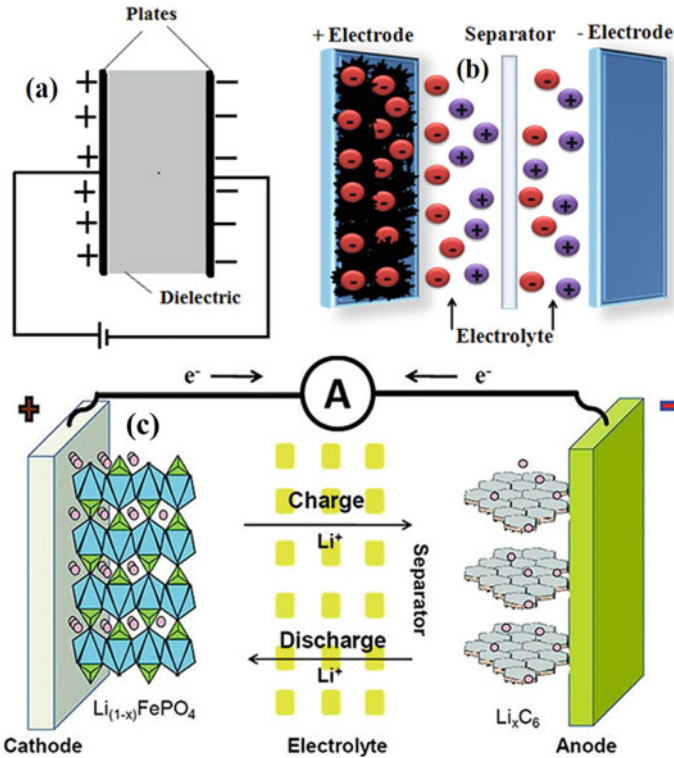 Plates
(a)
+ −
+ −
+ −
+ −
+ −
+ −
Dielectric
+ Electrode Separator - Electrode
(b)
Electrolyte
e⁻ → A ← e⁻
+ −
(c)
Charge
Li⁺
Separator
Discharge
Li⁺
Li₍₁₋ₓ₎FePO₄
LiₓC₆
Cathode Electrolyte Anode